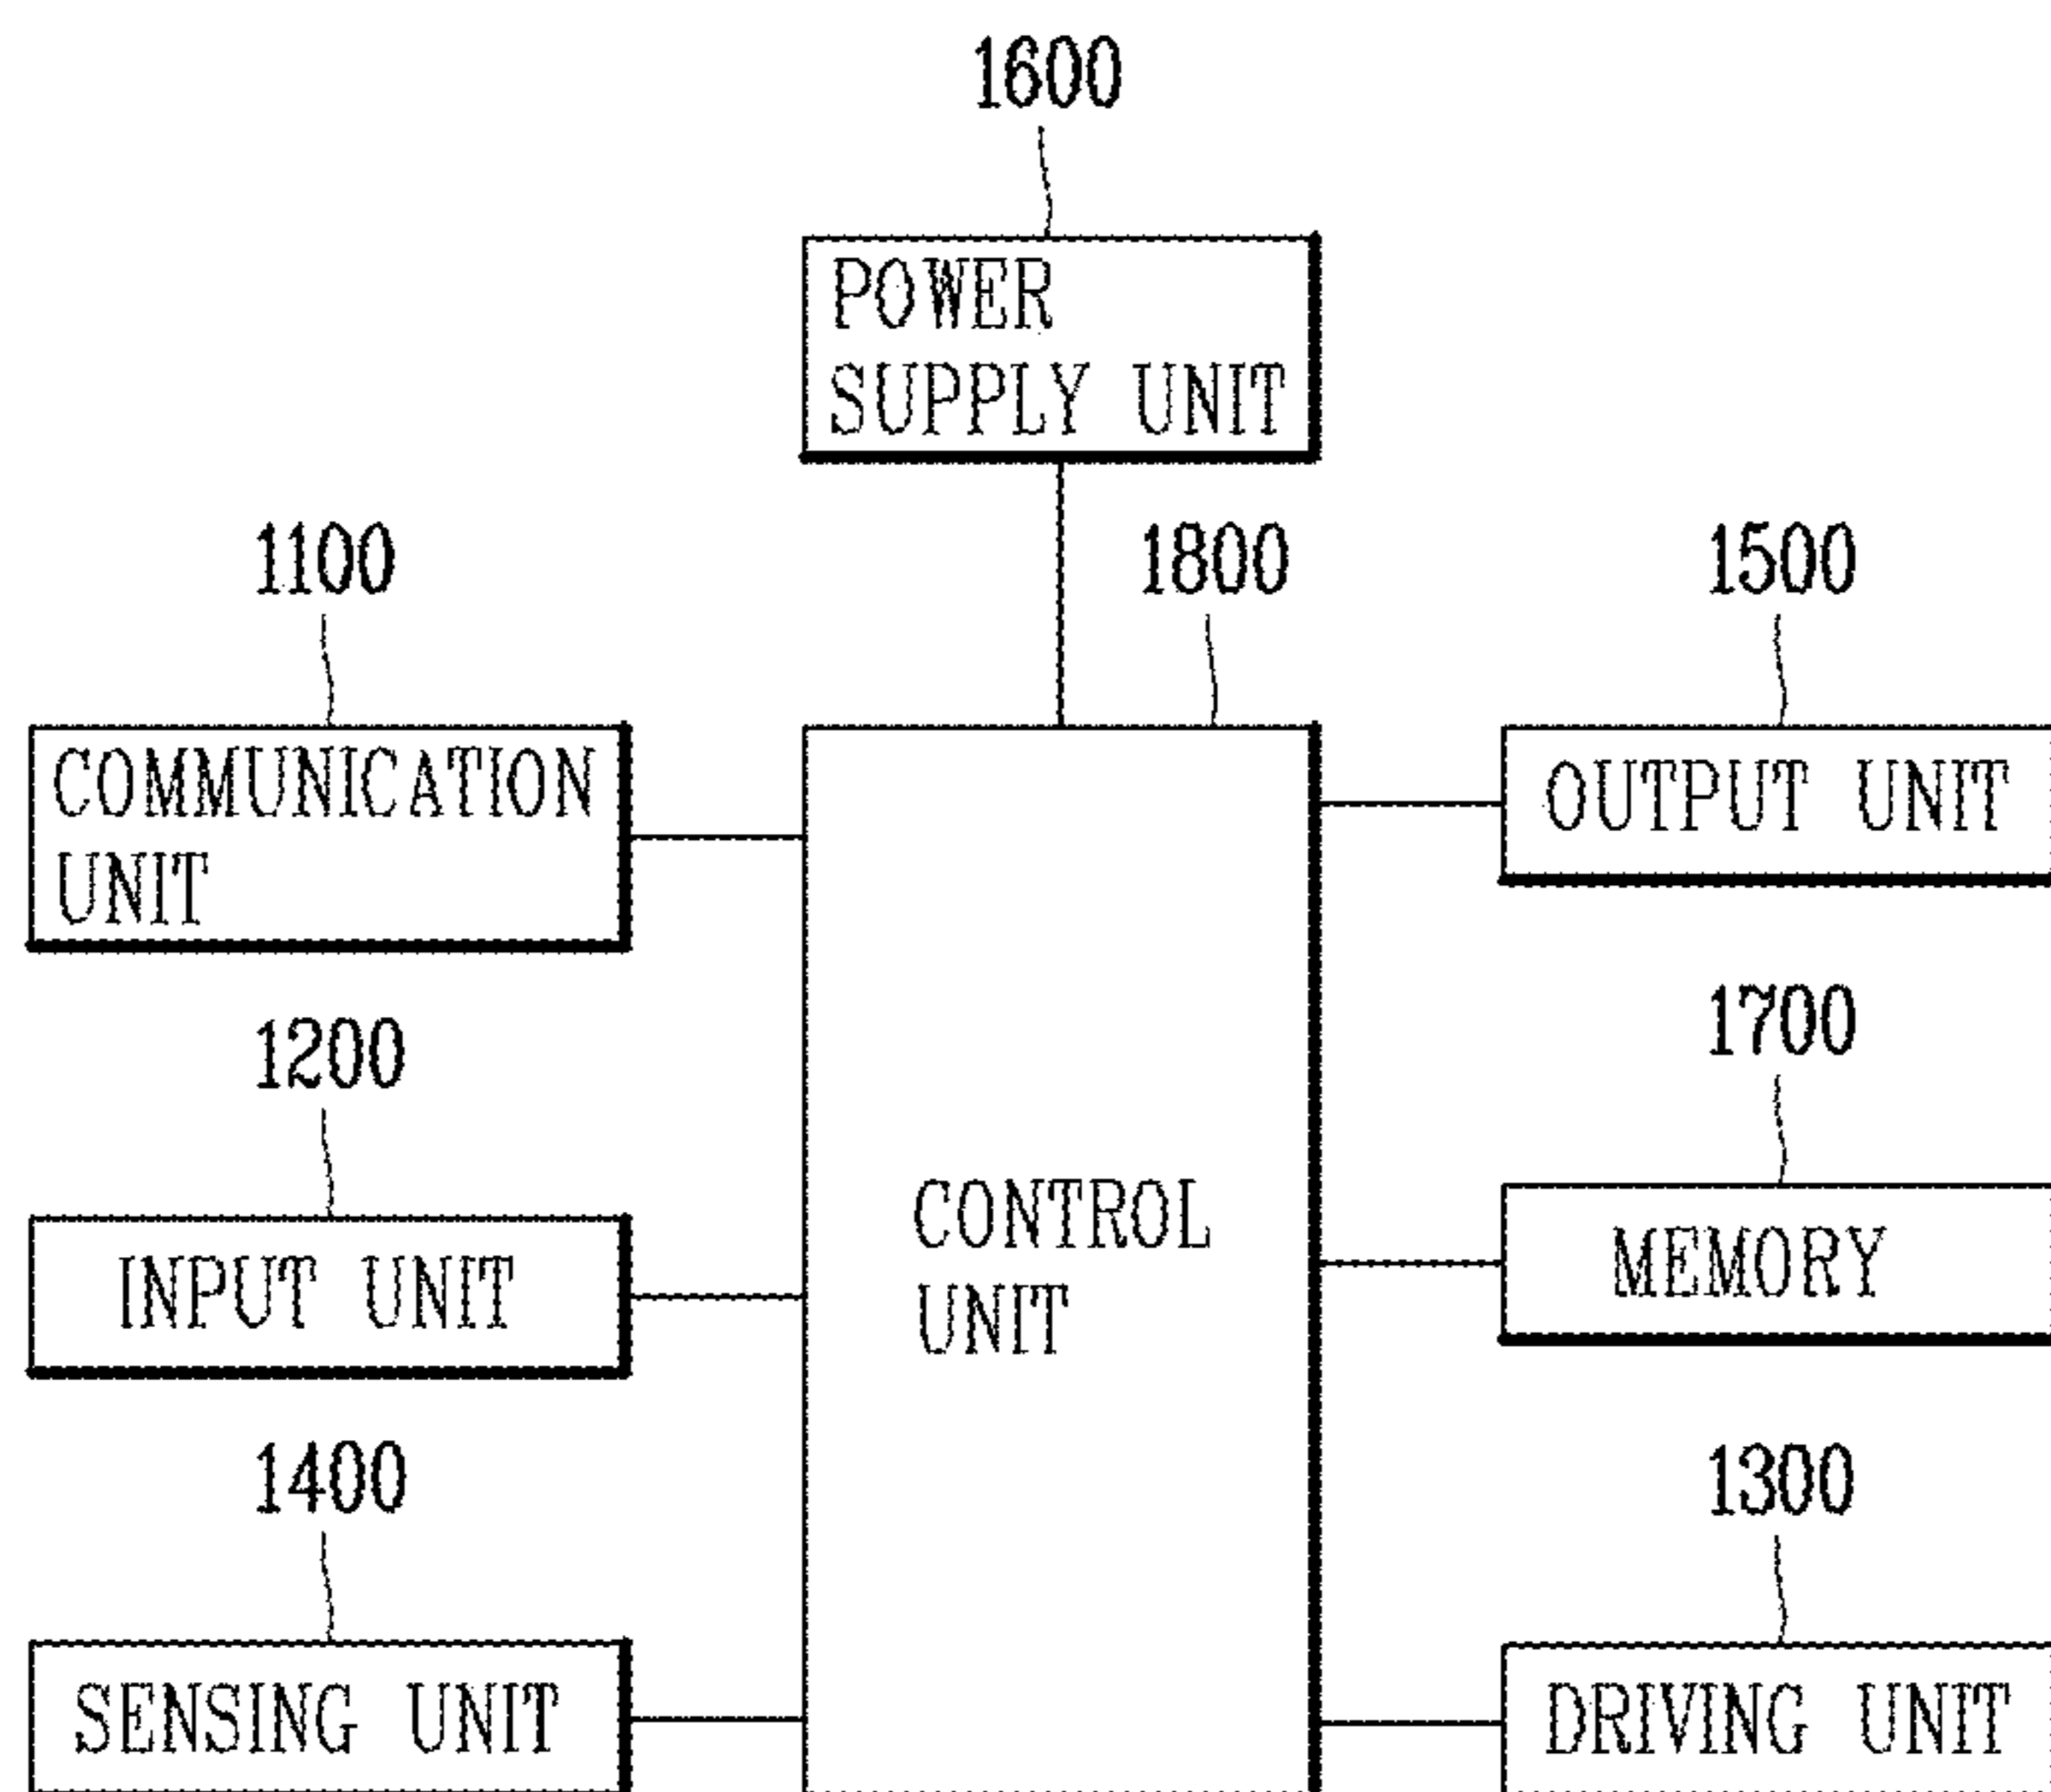 1600
POWER
SUPPLY UNIT
1100
1800
1500
COMMUNICATION
UNIT
OUTPUT UNIT
1200
1700
INPUT UNIT
CONTROL
UNIT
MEMORY
1400
1300
SENSING UNIT
DRIVING UNIT